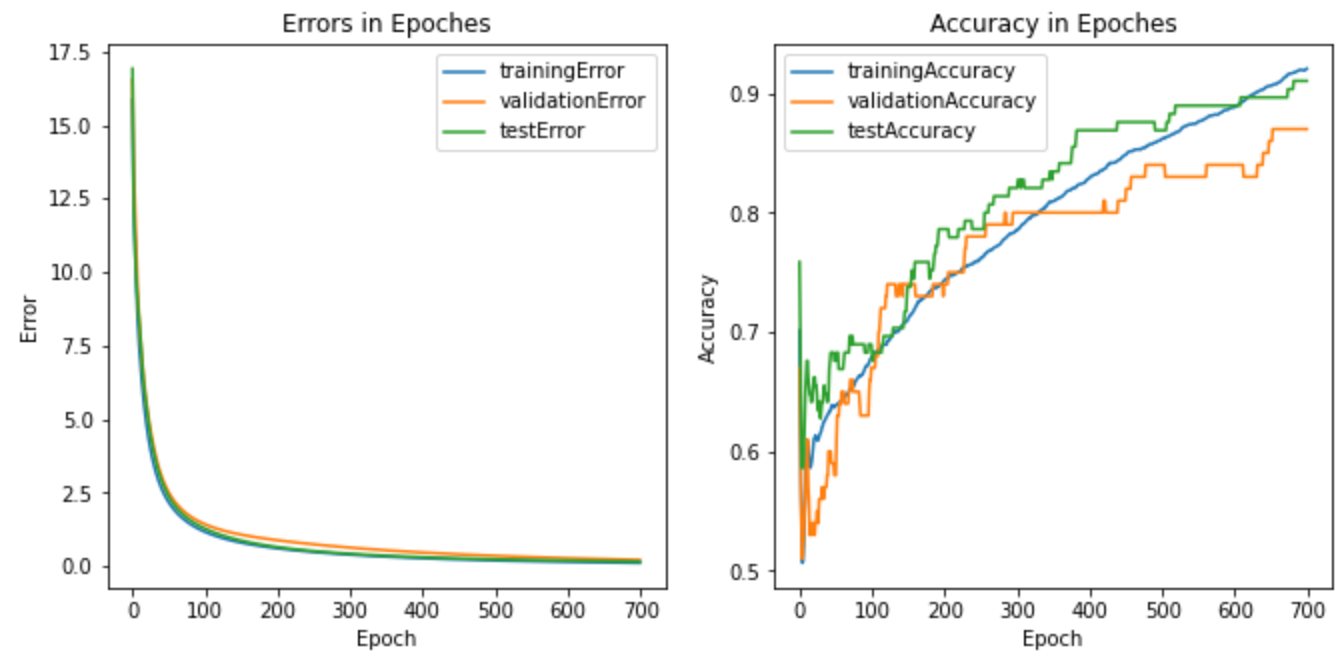 Errors in Epoches
17.5
15.0
12.5
10.0
7.5
5.0
2.5
0.0
Error
trainingError
validationError
testError
0 100 200 300 400 500 600 700
Epoch
Accuracy in Epoches
0.9
0.8
0.7
0.6
0.5
Accuracy
trainingAccuracy
validationAccuracy
testAccuracy
0 100 200 300 400 500 600 700
Epoch